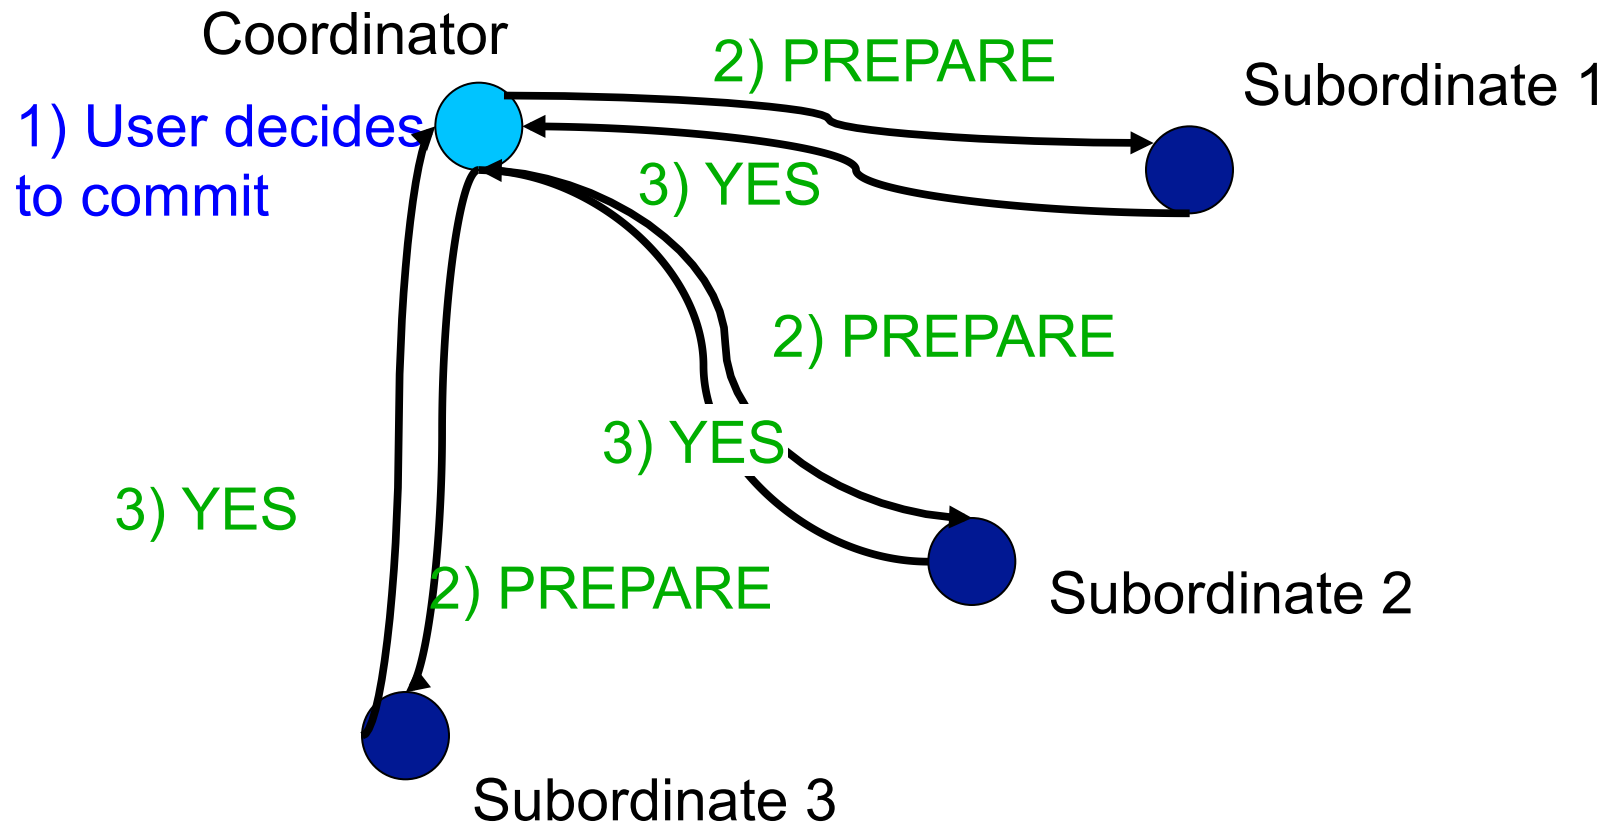 Coordinator
2) PREPARE
Subordinate 1
1) User decides
to commit
3) YES
2) PREPARE
3) YES
3) YES
2) PREPARE
Subordinate 2
Subordinate 3